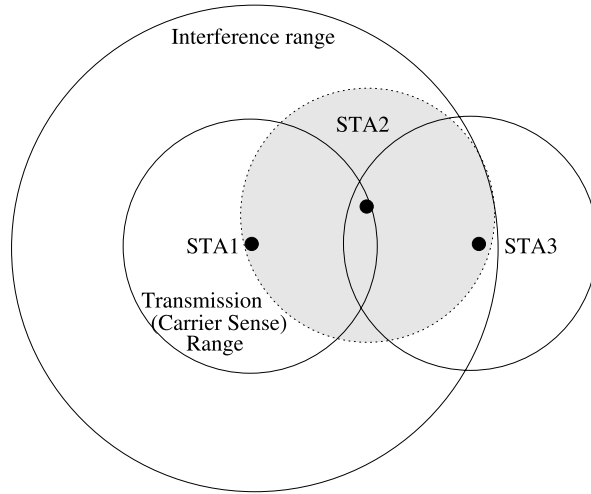 Interference range
STA2
STA1
STA3
Transmission
(Carrier Sense)
Range